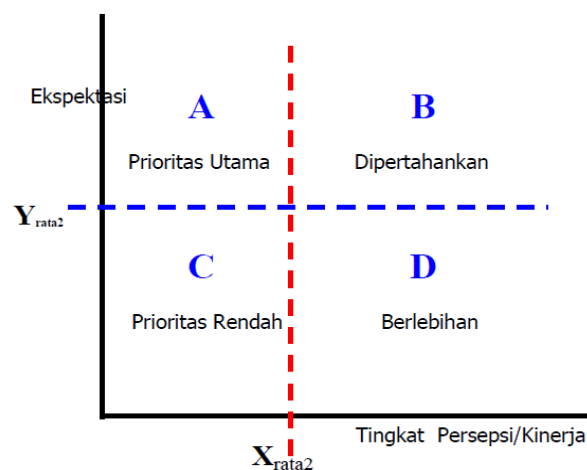 A
B
Ekspektasi
Prioritas Utama
Dipertahankan
Yrata2
C
D
Prioritas Rendah
Berlebihan
Tingkat Persepsi/Kinerja
Xrata2